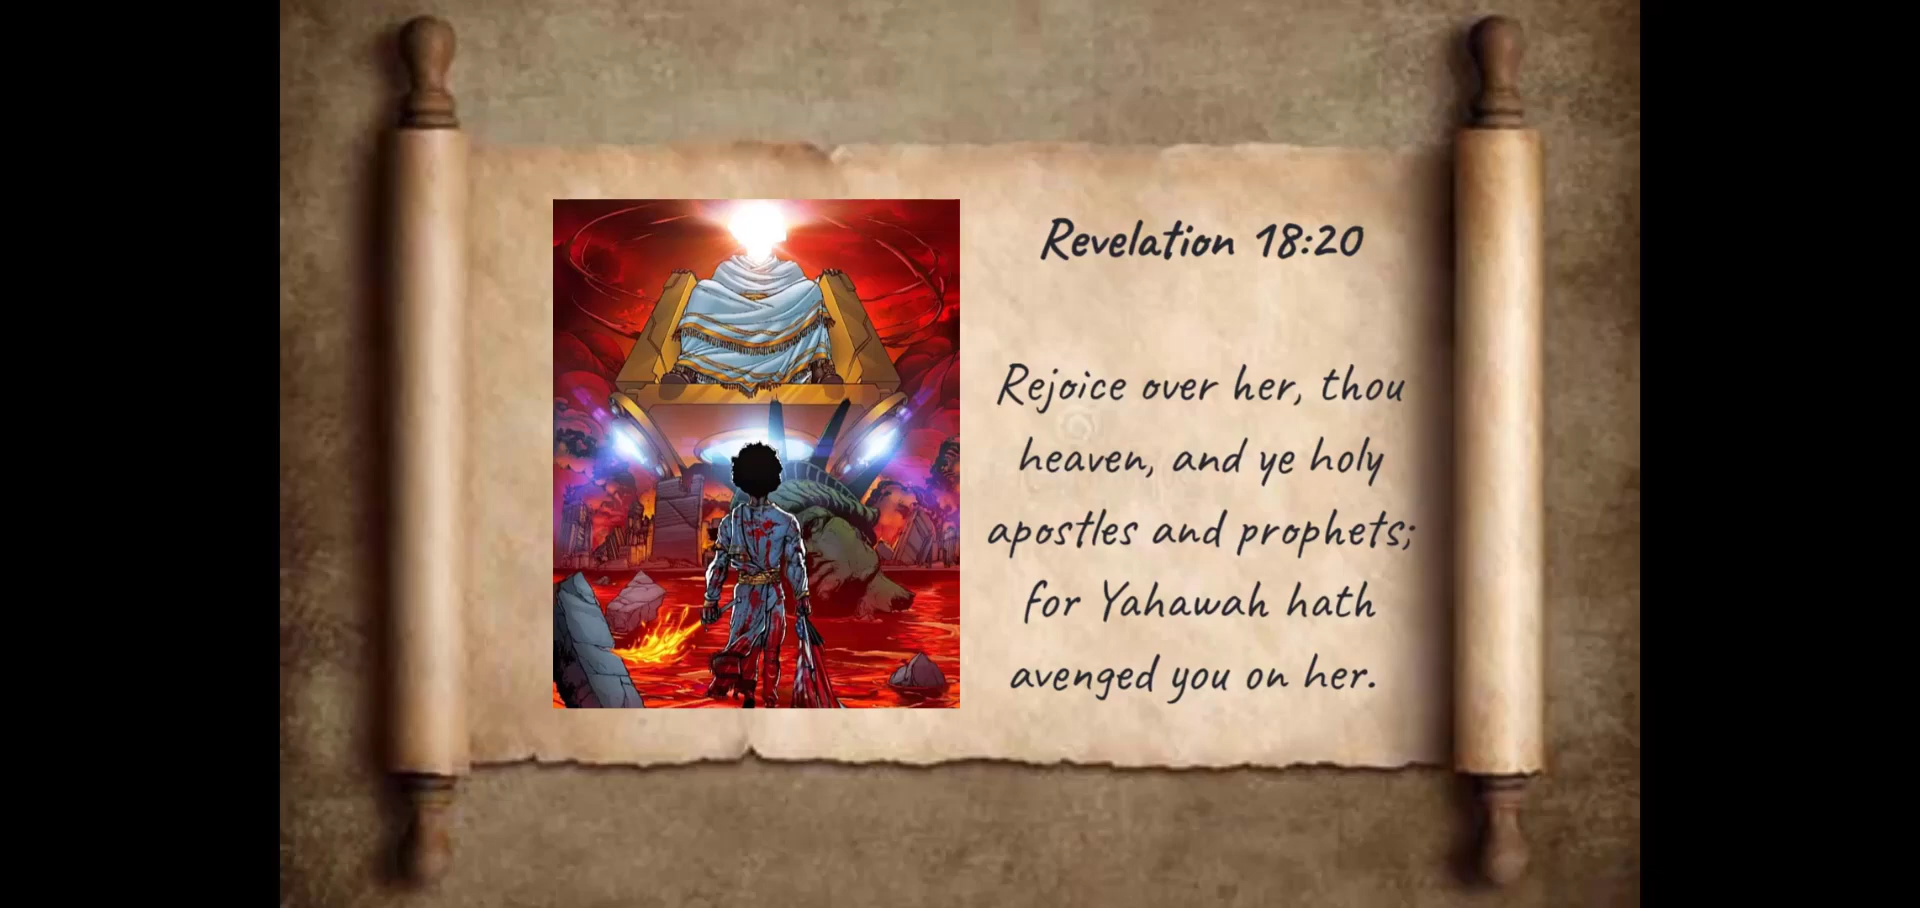 Revelation 18:20
Rejoice over her, thou
heaven, and ye holy
apostles and prophets;
for Yahawah hath
avenged you on her.